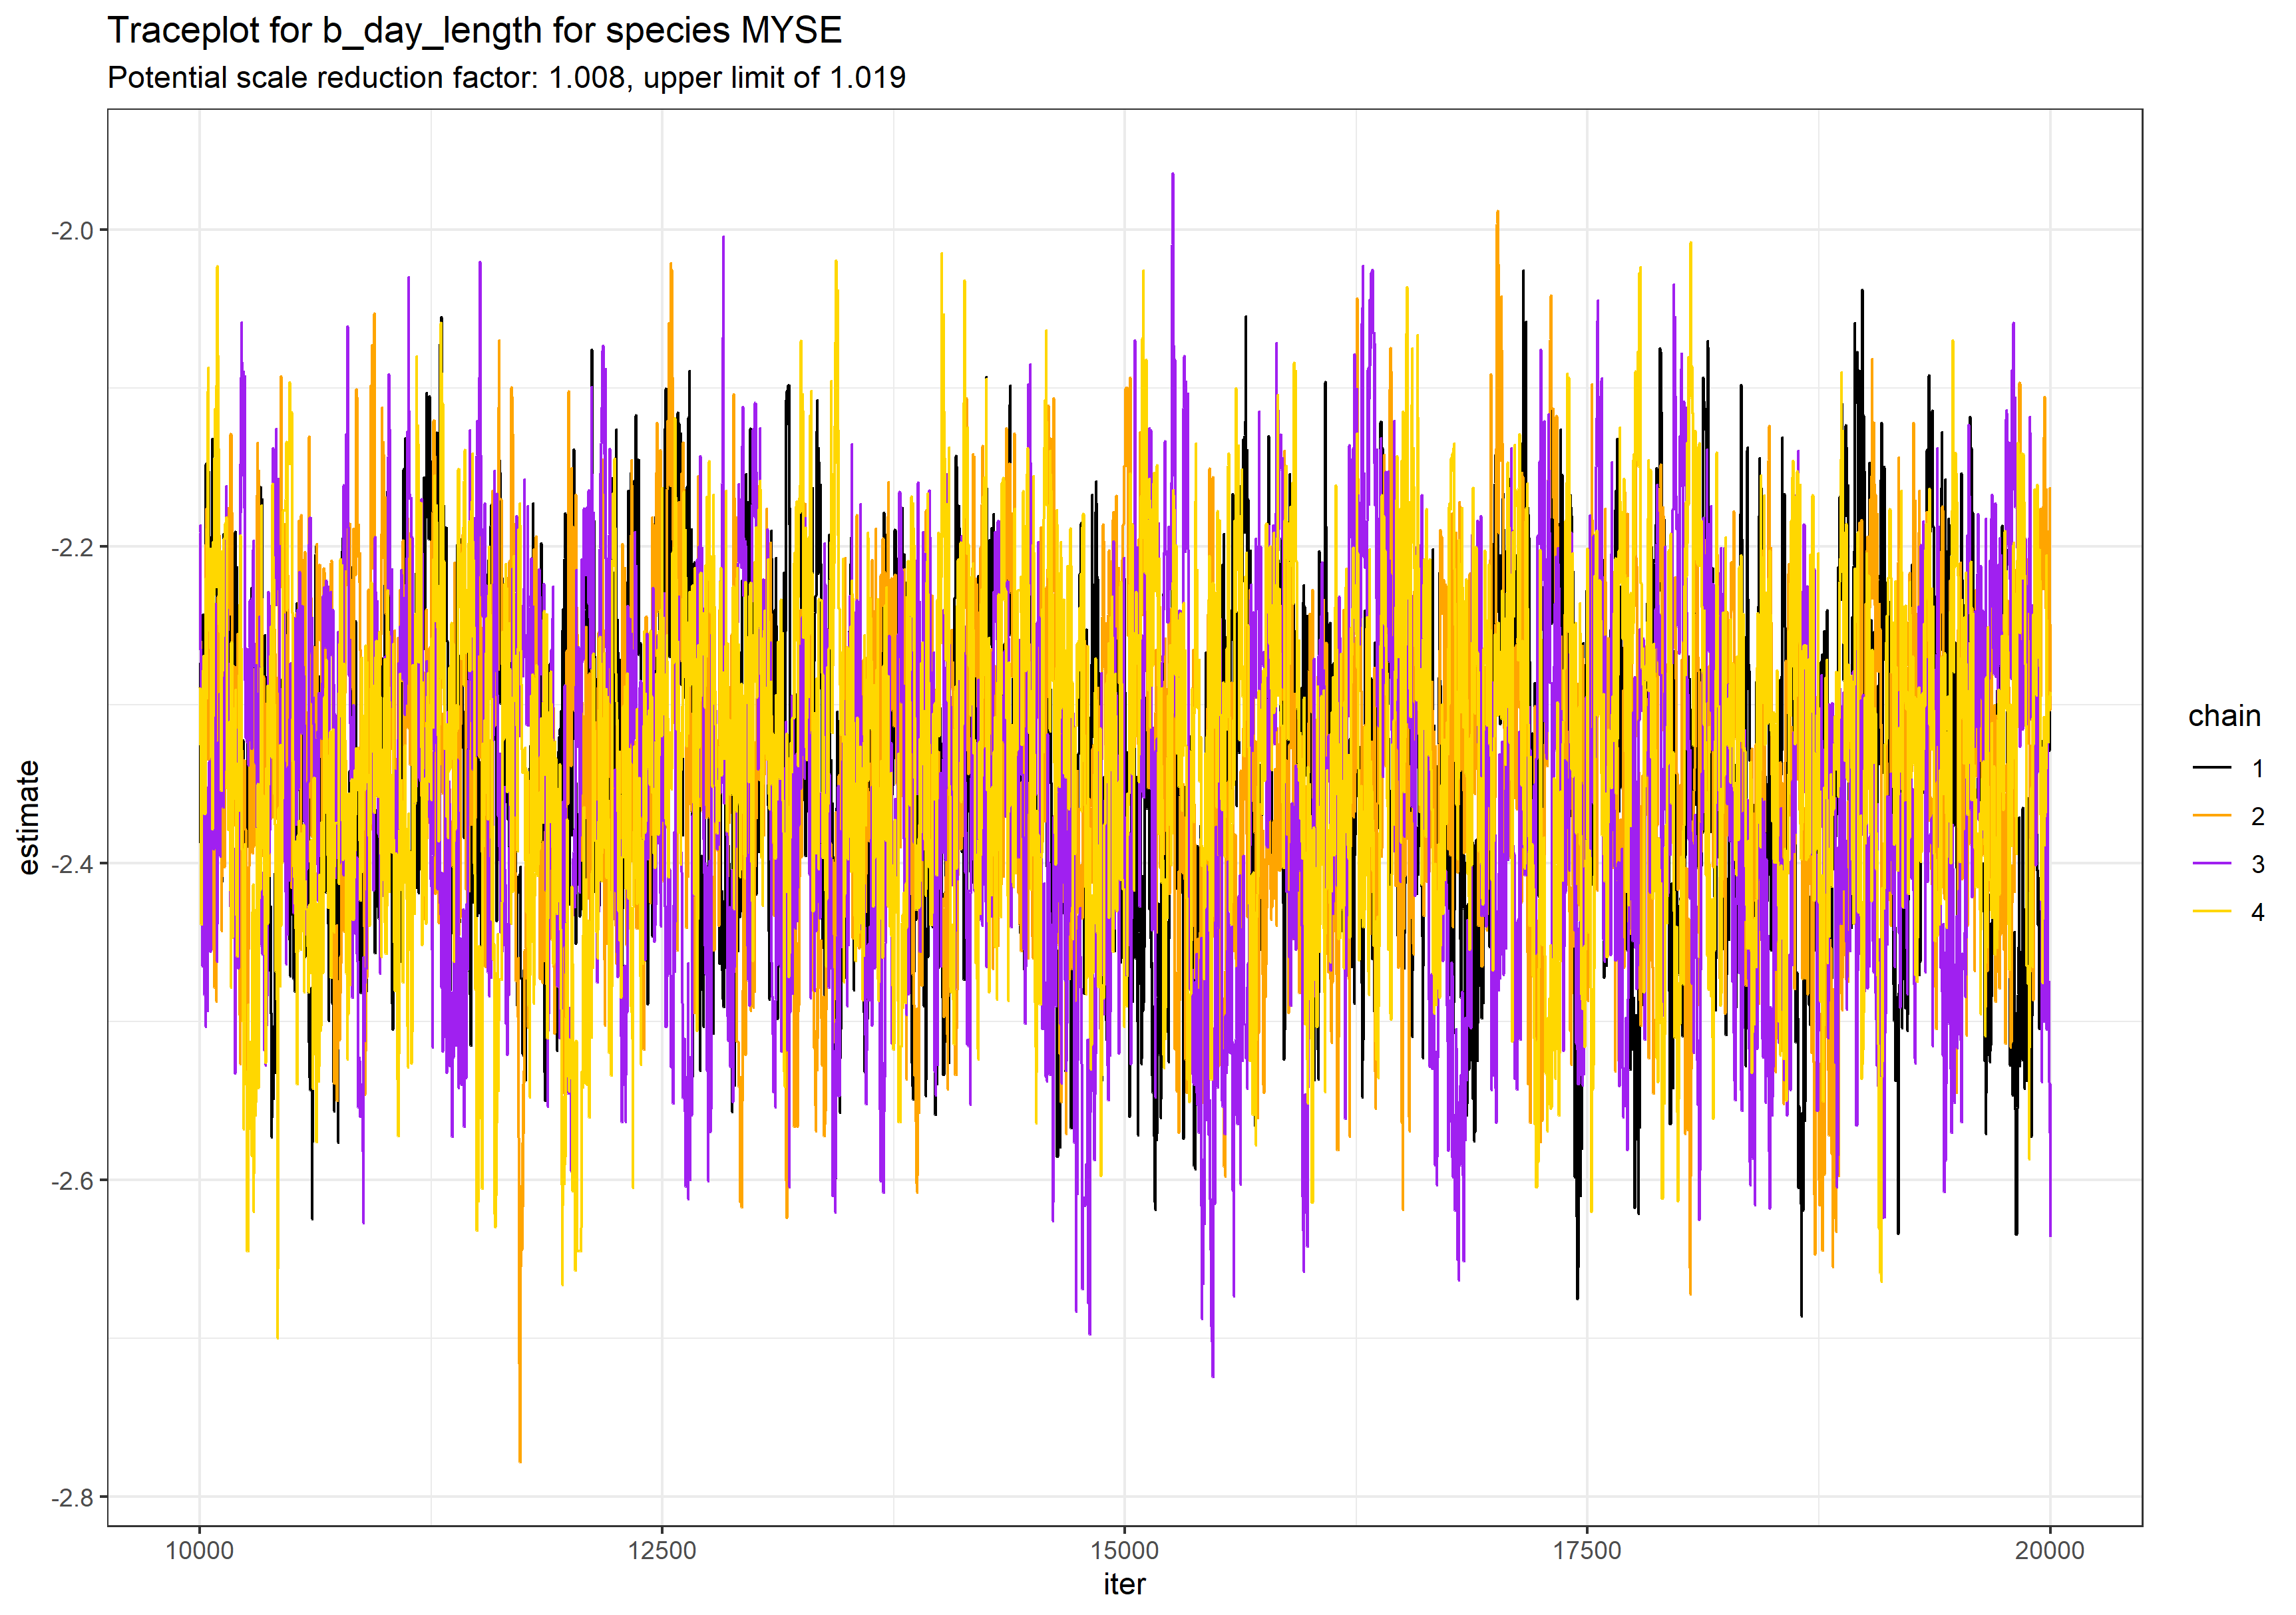 Traceplot for b_day_length for species MYSE
Potential scale reduction factor: 1.008, upper limit of 1.019
-2.0
-2.2
-2.4
-2.6
-2.8
estimate
10000 12500 15000 17500 20000
iter
chain
1
2
3
4